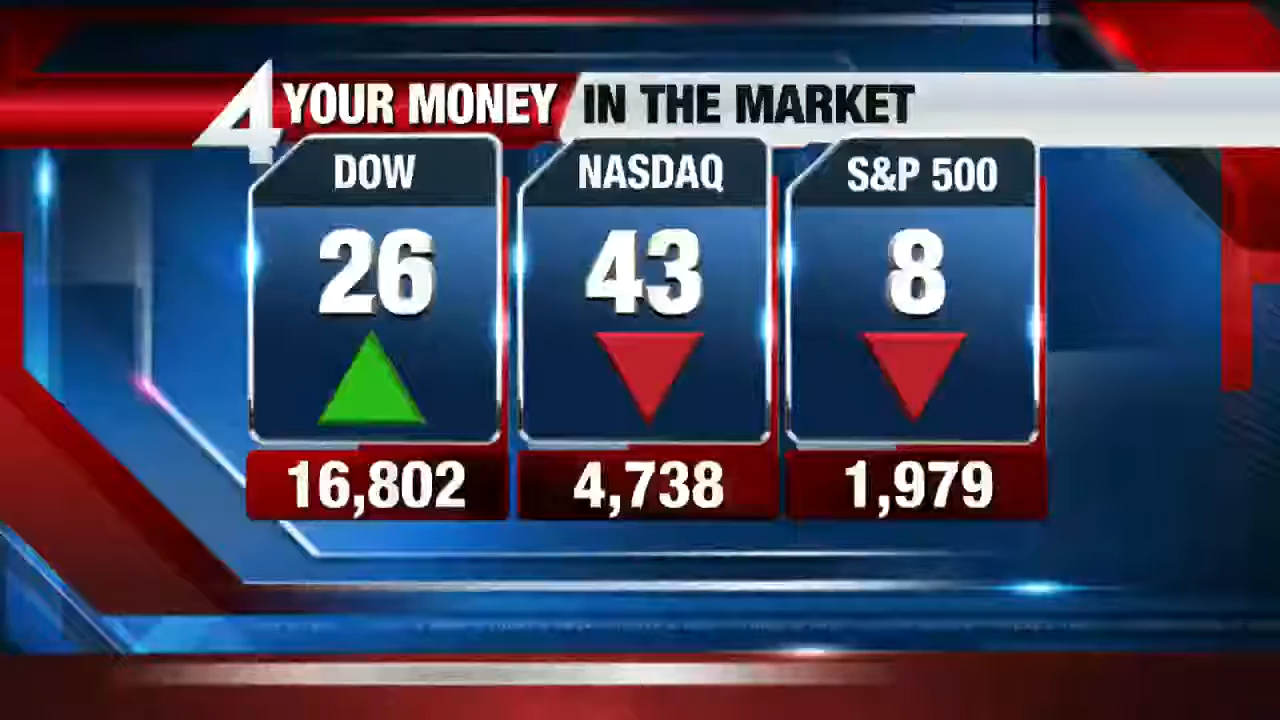 4 YOUR MONEY IN THE MARKET
DOW
26
16,802
NASDAQ
43
4,738
S&P 500
8
1,979